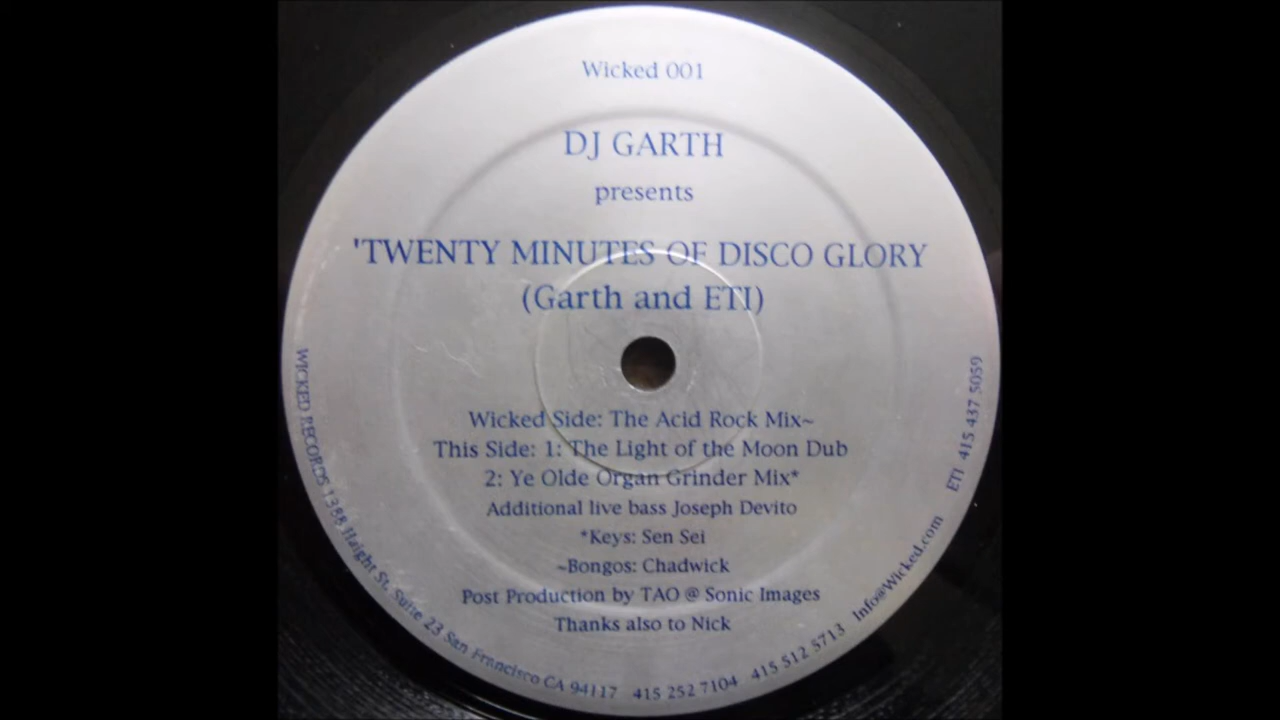 Wicked 001
DJ GARTH
presents
'TWENTY MINUTES OF DISCO GLORY
(Garth and ETI)
Wicked Side: The Acid Rock Mix~
This Side: 1: The Light of the Moon Dub
2: Ye Olde Organ Grinder Mix*
Additional live bass Joseph Devito
*Keys: Sen Sei
~Bongos: Chadwick
Post Production by TAO @ Sonic Images
Thanks also to Nick
WICKED RECORDS 1388 Haight St. Suite 23 San Francisco CA 94117 415 252 7104 415 512 5713 Info@Wicked.com ETI 415 437 5059